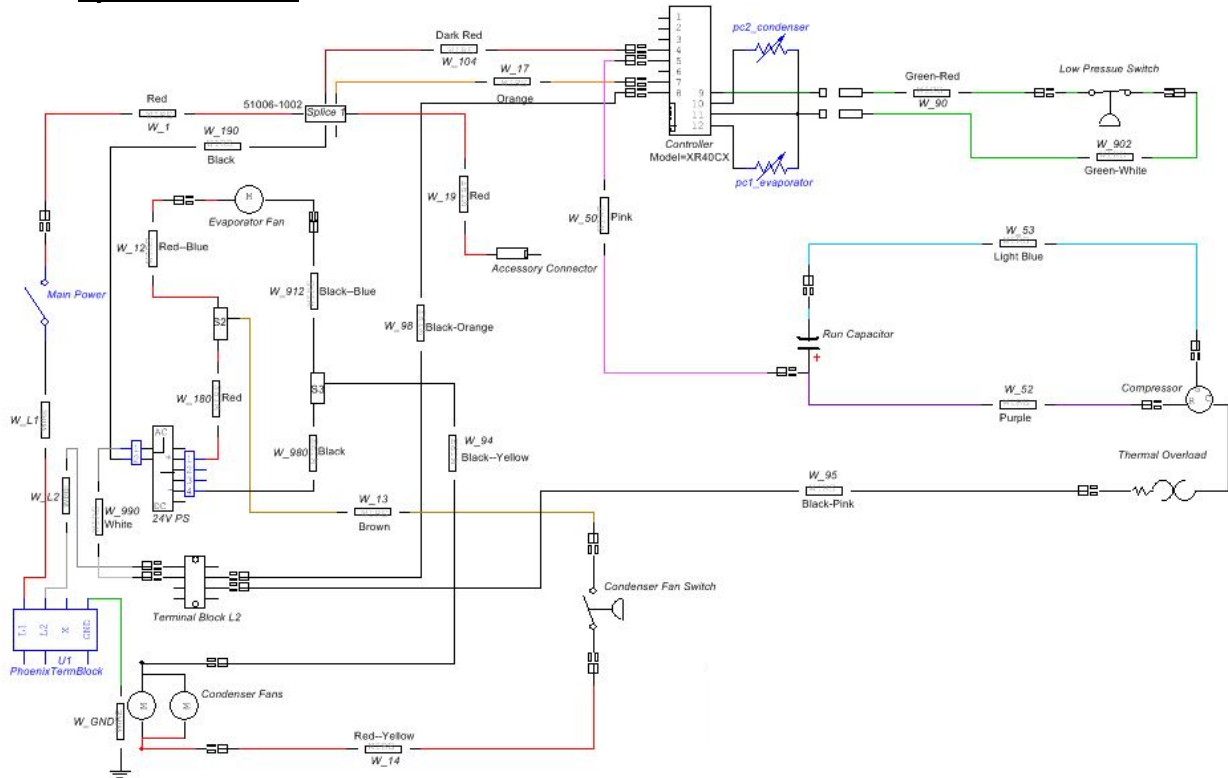 Dark Red
W_104
W_17
Orange
1
2
3
4
5
6
7
8
9
10
11
12
Controller
Model=XR40CX
pc2_condenser
pc1_evaporator
Green-Red
W_90
Low Pressue Switch
W_902
Green-White
Red
W_1
51006-1002
Splice 1
W_190
Black
W_19
Red
Accessory Connector
W_50
Pink
M
Evaporator Fan
W_12
Red--Blue
W_912
Black--Blue
W_98
Black-Orange
Main Power
S2
S3
W_53
Light Blue
Run Capacitor
+
W_52
Purple
Compressor
S
R
C
W_180
Red
W_980
Black
W_94
Black--Yellow
W_L1
W_L2
W_990
White
AC
DC
24V PS
W_13
Brown
W_95
Black-Pink
Thermal Overload
Terminal Block L2
Condenser Fan Switch
L1
L2
X
GND
U1
PhoenixTermBlock
W_GND
M
M
Condenser Fans
Red--Yellow
W_14